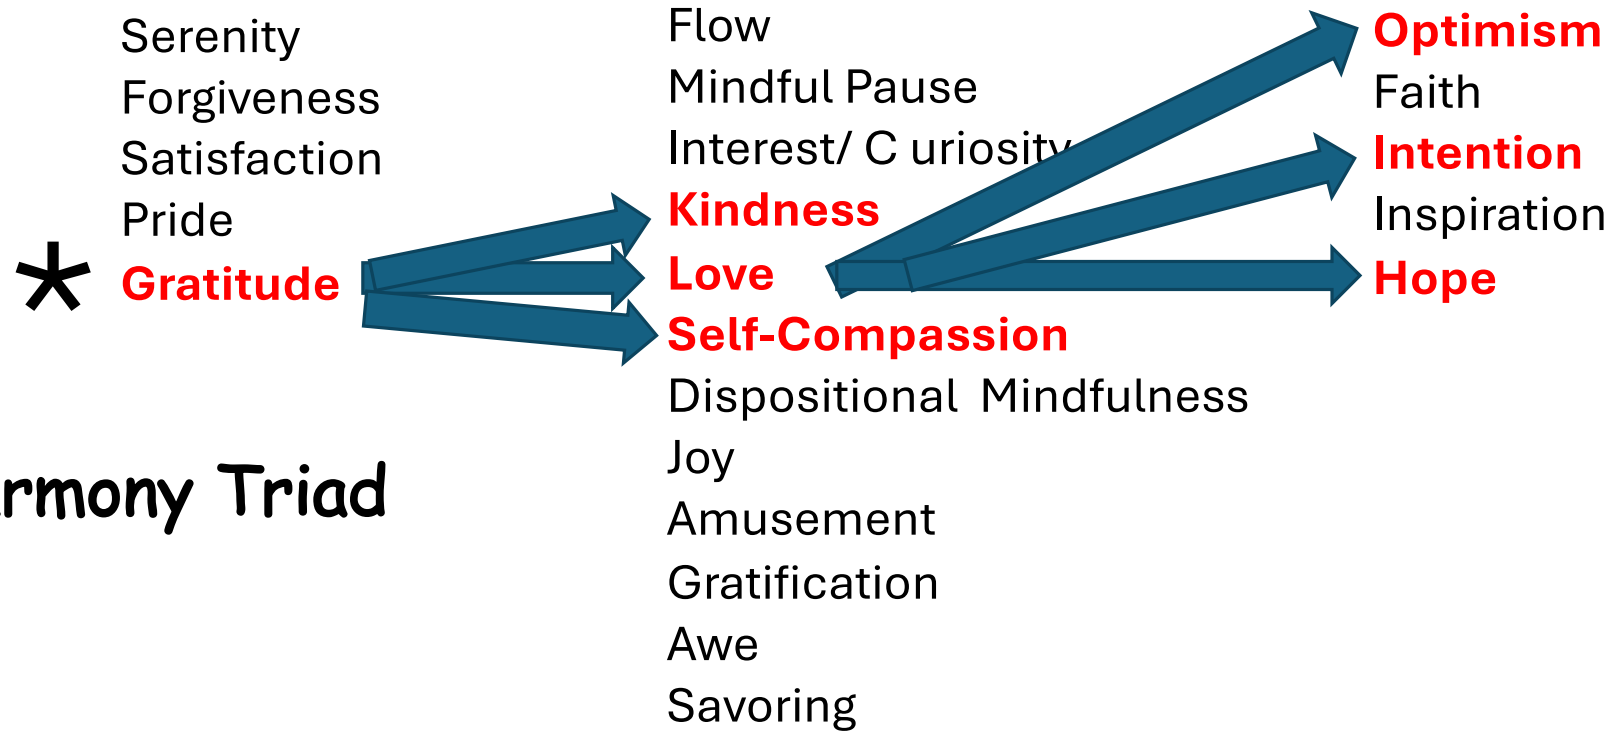 Serenity
Forgiveness
Satisfaction
Pride
* Gratitude
rmony Triad
Flow
Mindful Pause
Interest/ C uriosity
Kindness
Love
Self-Compassion
Dispositional  Mindfulness
Joy
Amusement
Gratification
Awe
Savoring
Optimism
Faith
Intention
Inspiration
Hope